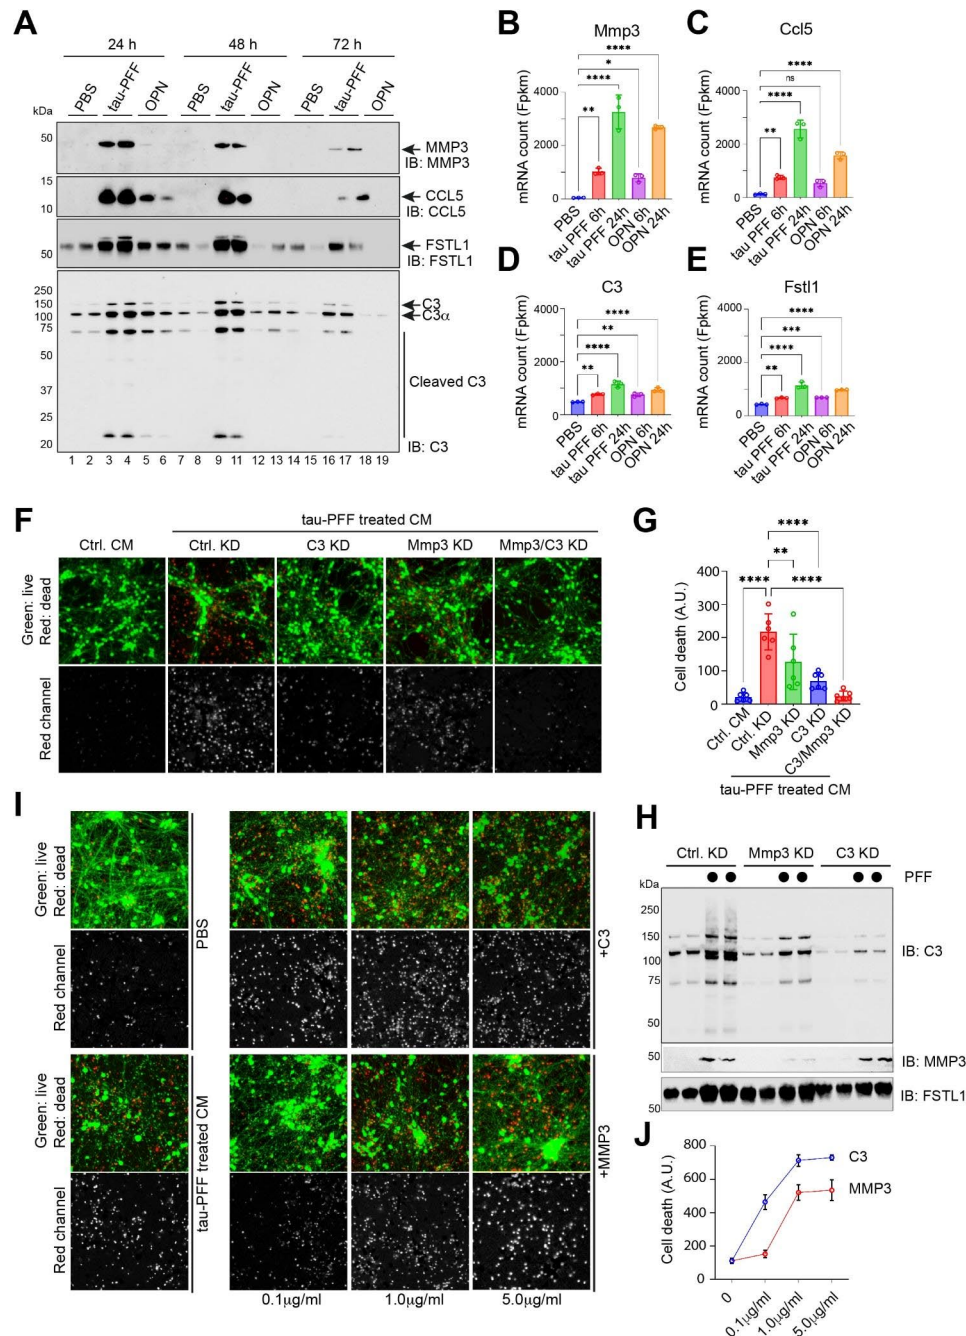 A
24 h 48 h 72 h
PBS tau-PFF OPN PBS tau-PFF OPN PBS tau-PFF OPN
kDa
50
MMP3
IB: MMP3
15
10
CCL5
IB: CCL5
50
FSTL1
IB: FSTL1
250
150
100
75
50
37
25
20
C3
C3α
Cleaved C3
IB: C3
1 2 3 4 5 6 7 8 9 11 12 13 14 15 16 17 18 19
B
Mmp3
mRNA count (Fpkm)
4000
2000
0
****
*
****
**
PBS
tau PFF 6h
tau PFF 24h
OPN 6h
OPN 24h
C
Ccl5
mRNA count (Fpkm)
4000
2000
0
****
ns
****
**
PBS
tau PFF 6h
tau PFF 24h
OPN 6h
OPN 24h
D
C3
mRNA count (Fpkm)
4000
2000
0
****
**
****
**
PBS
tau PFF 6h
tau PFF 24h
OPN 6h
OPN 24h
E
Fstl1
mRNA count (Fpkm)
4000
2000
0
****
***
****
**
PBS
tau PFF 6h
tau PFF 24h
OPN 6h
OPN 24h
F
tau-PFF treated CM
Ctrl. CM Ctrl. KD C3 KD Mmp3 KD Mmp3/C3 KD
Green: live
Red: dead
Red channel
G
Cell death (A.U.)
400
300
200
100
0
****
**
**** ****
Ctrl. CM
Ctrl. KD
Mmp3 KD
C3 KD
C3/Mmp3 KD
tau-PFF treated CM
I
Green: live
Red: dead
Red channel
PBS
+C3
Green: live
Red: dead
Red channel
tau-PFF treated CM
+MMP3
0.1µg/ml 1.0µg/ml 5.0µg/ml
H
Ctrl. KD Mmp3 KD C3 KD
PFF
kDa
250
150
100
75
50
IB: C3
50
IB: MMP3
IB: FSTL1
50
J
Cell death (A.U.)
800
600
400
200
0
C3
MMP3
0
0.1µg/ml
1.0µg/ml
5.0µg/ml